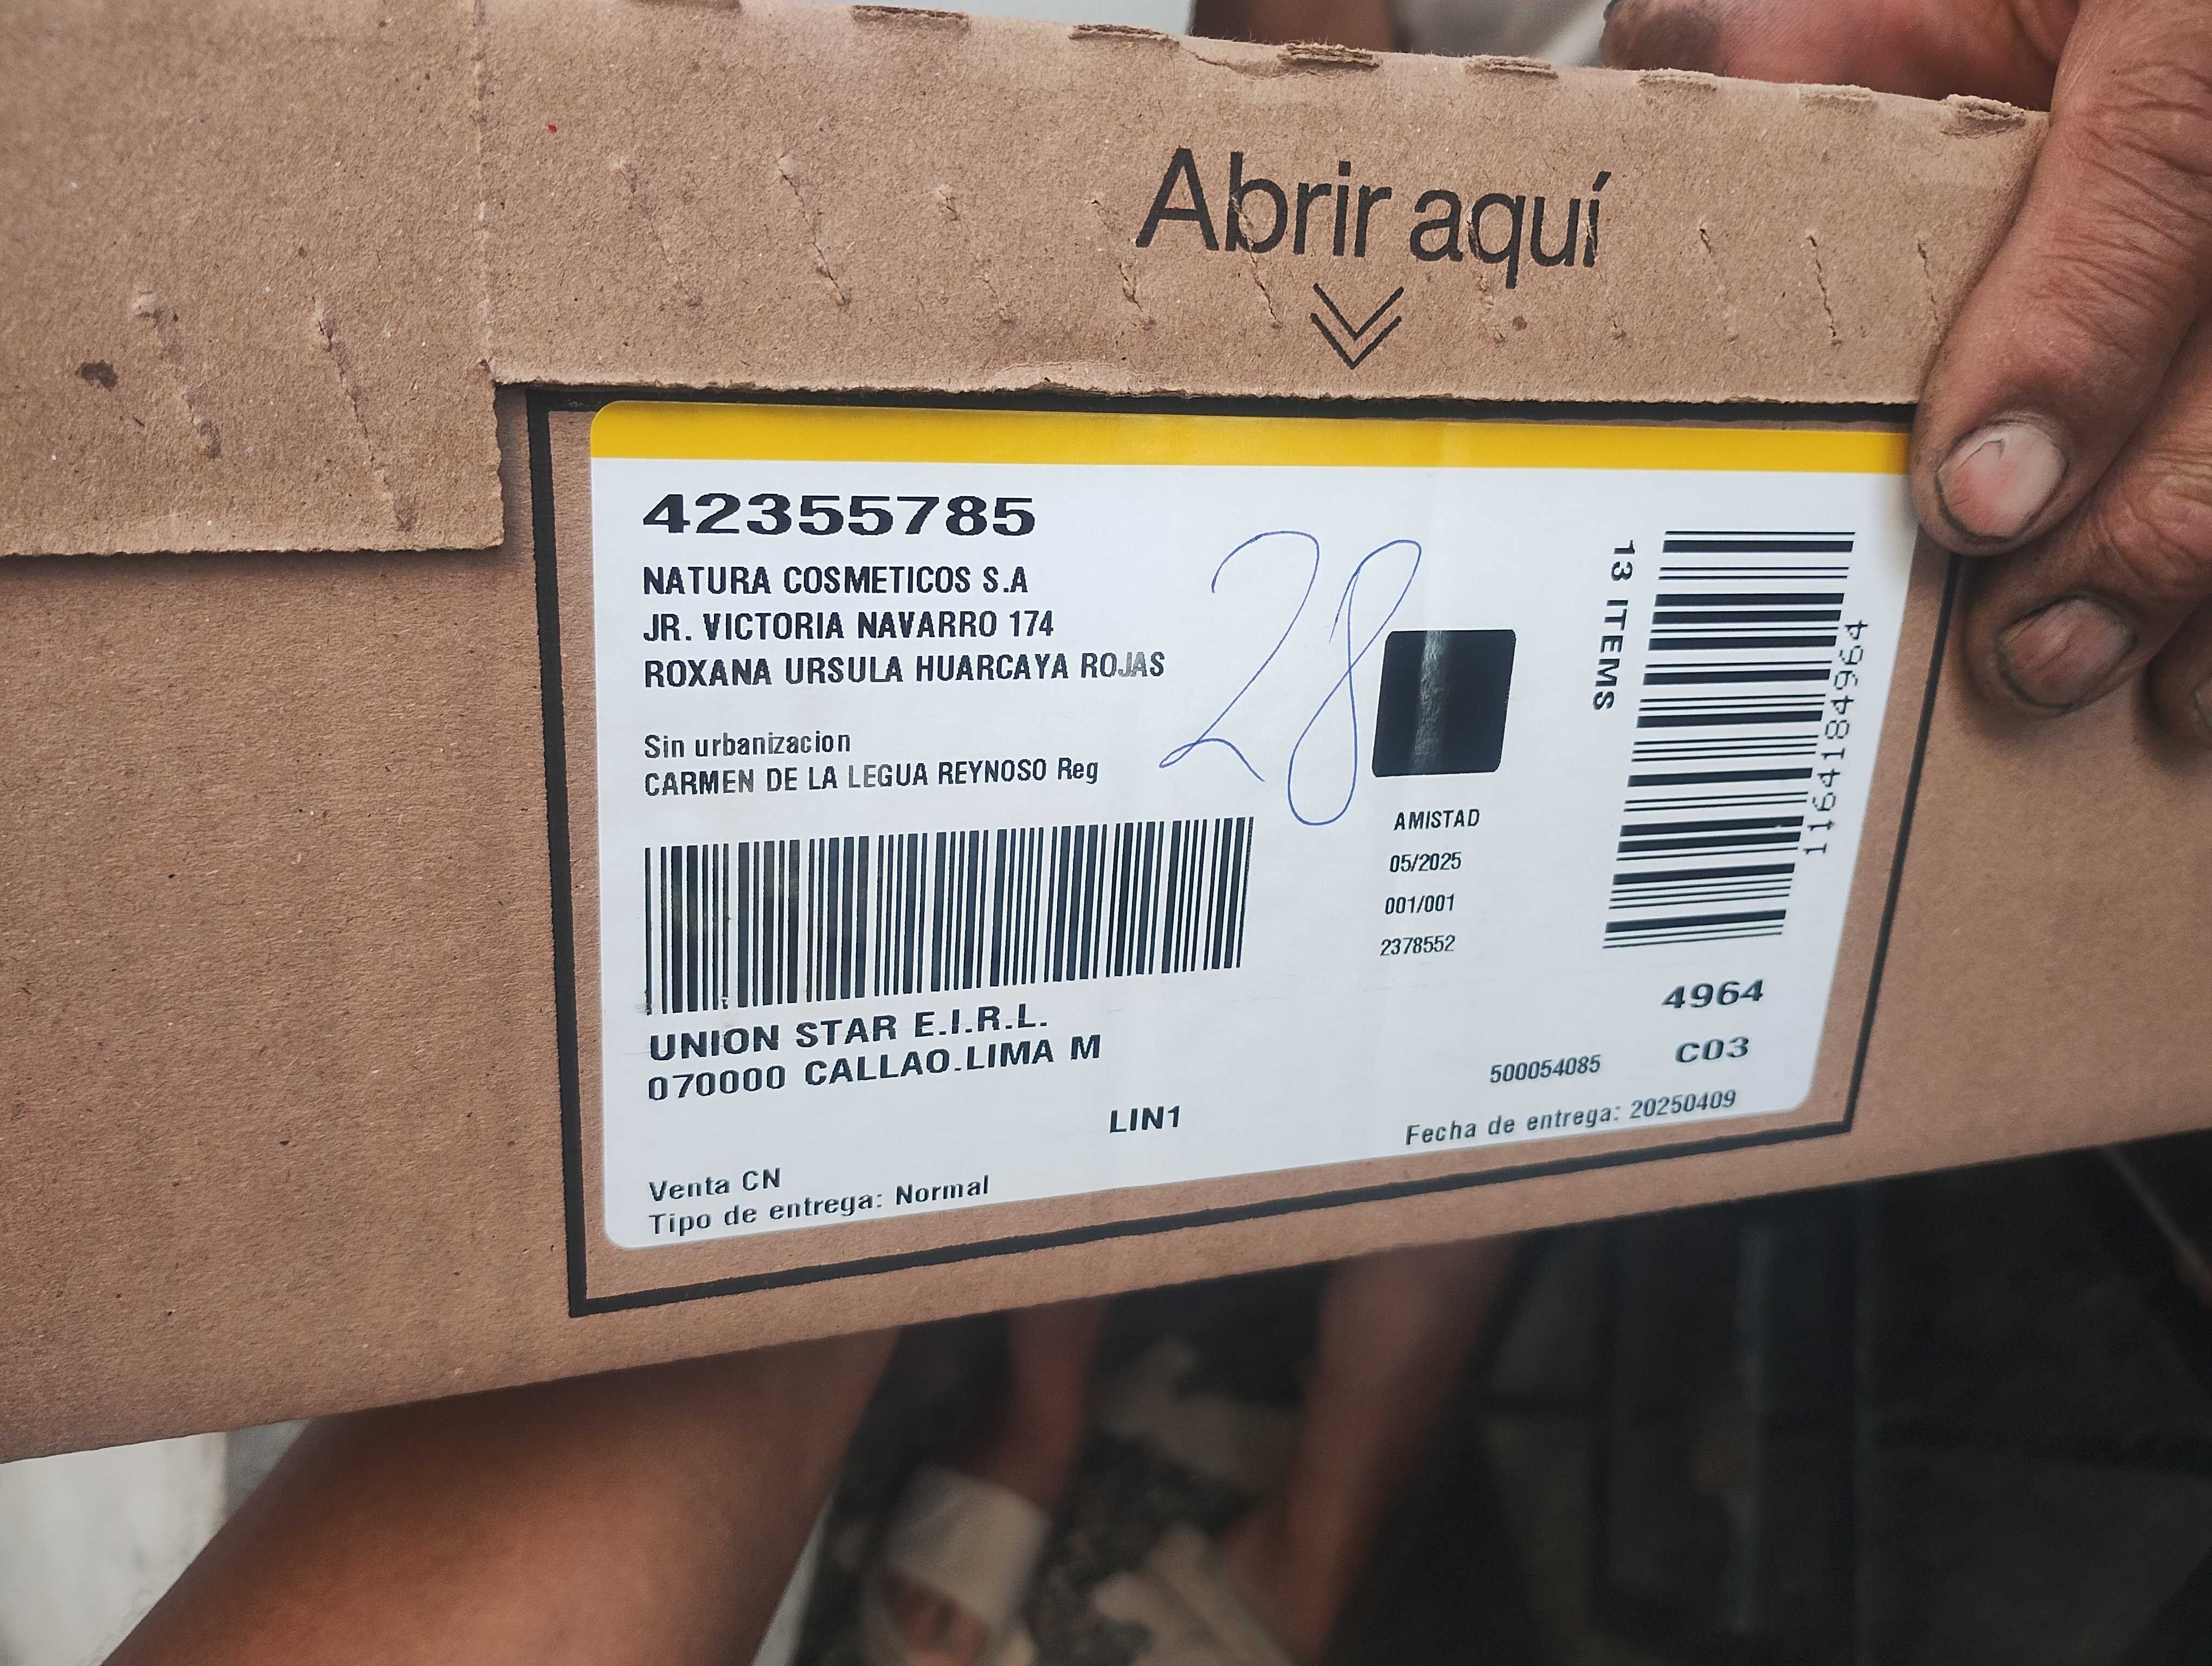 Abrir aquí
42355785
NATURA COSMETICOS S.A
JR. VICTORIA NAVARRO 174
ROXANA URSULA HUARCAYA ROJAS
28
Sin urbanizacion
CARMEN DE LA LEGUA REYNOSO Reg
AMISTAD
05/2025
001/001
2378552
13 ITEMS
1164184964
UNION STAR E.I.R.L.
070000 CALLAO.LIMA M
4964
C03
500054085
LIN1
Fecha de entrega: 20250409
Venta CN
Tipo de entrega: Normal